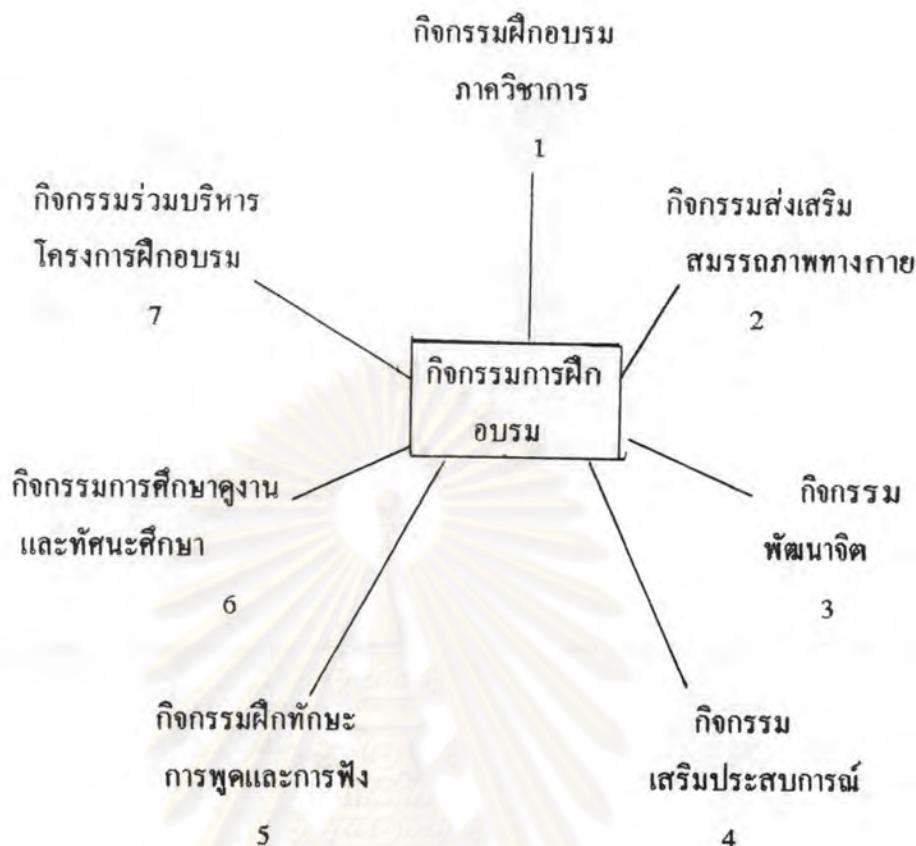 กิจกรรมฝึกอบรม
ภาควิชาการ
1
กิจกรรมส่งเสริม
สมรรถภาพทางกาย
2
กิจกรรม
พัฒนาจิต
3
กิจกรรม
เสริมประสบการณ์
4
กิจกรรมฝึกทักษะ
การพูดและการฟัง
5
กิจกรรมการศึกษาดูงาน
และทัศนะศึกษา
6
กิจกรรมร่วมบริหาร
โครงการฝึกอบรม
7
กิจกรรมการฝึก
อบรม